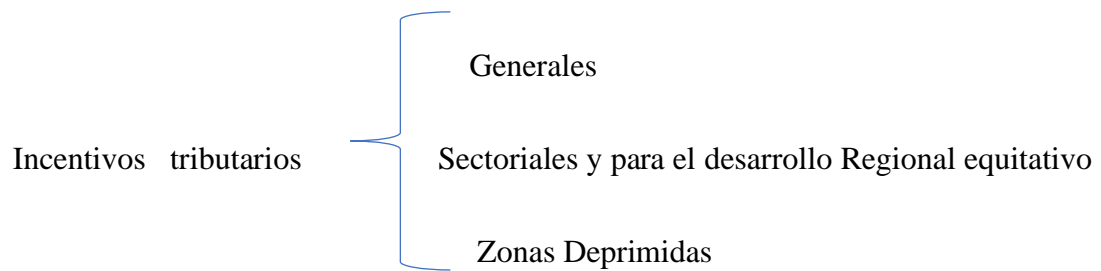 Generales
Incentivos tributarios
Sectoriales y para el desarrollo Regional equitativo
Zonas Deprimidas